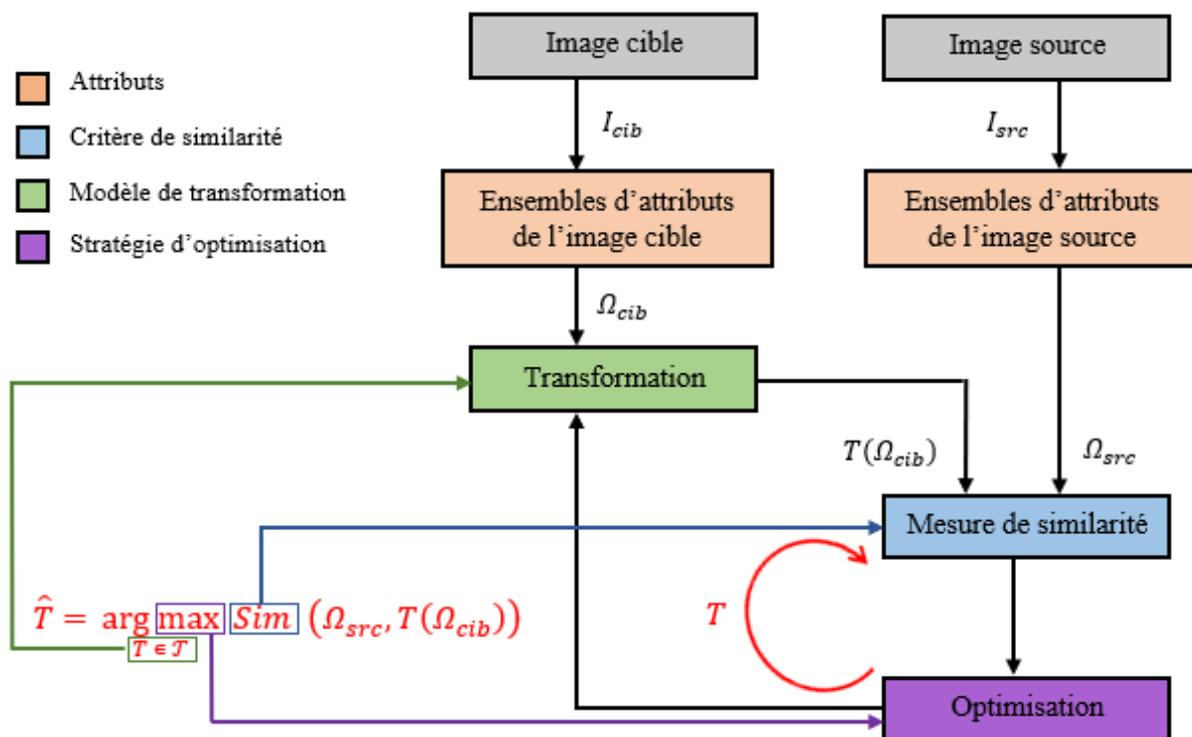 Image cible
Image source
Attributs
Critère de similarité
Modèle de transformation
Stratégie d'optimisation
I_cib
I_src
Ensembles d'attributs
de l'image cible
Ensembles d'attributs
de l'image source
Ω_cib
Transformation
T(Ω_cib)
Ω_src
Mesure de similarité
T̂ = arg max Sim (Ω_src, T(Ω_cib))
T ∈ 𝒯
T
Optimisation